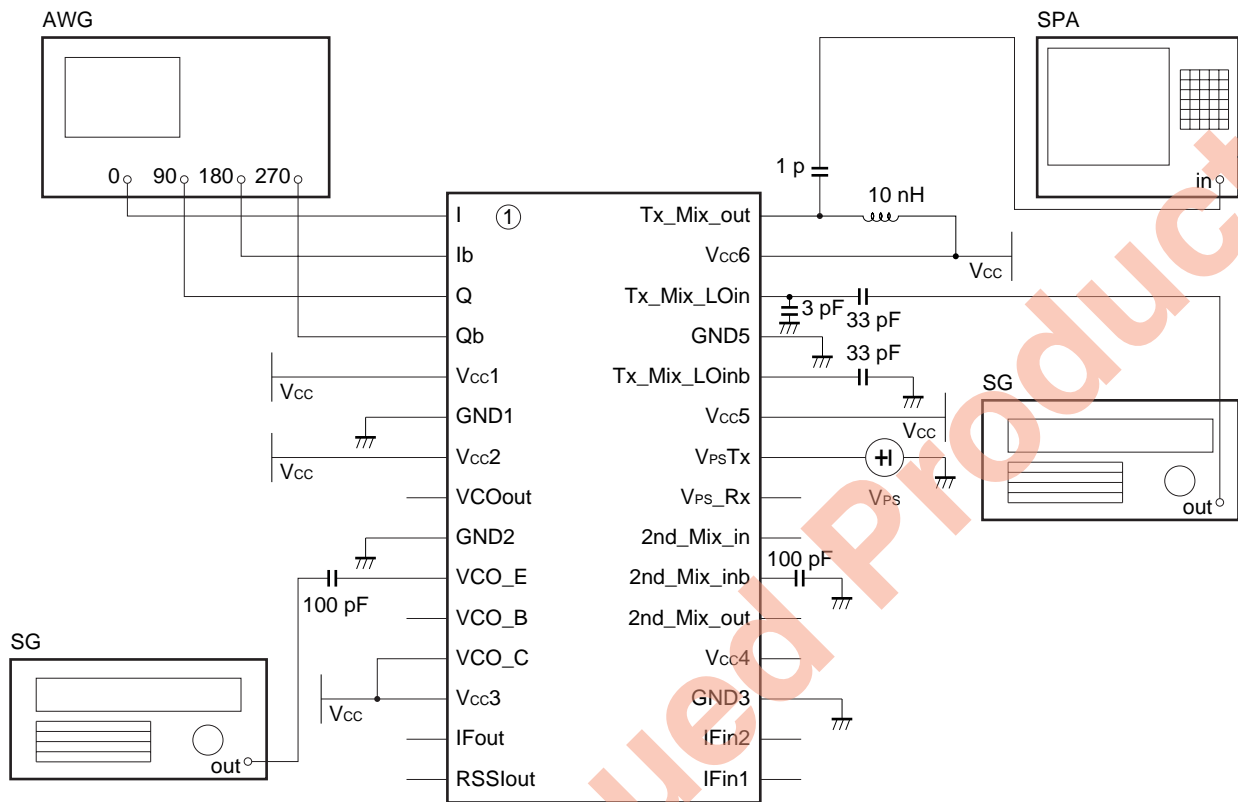 AWG
SPA
0 90 180 270
in
1 p
10 nH
I
①
Ib
Q
Qb
Vcc1
GND1
Vcc2
VCOout
GND2
VCO_E
VCO_B
VCO_C
Vcc3
IFout
RSSIout
Tx_Mix_out
Vcc6
Tx_Mix_LOin
GND5
Tx_Mix_LOinb
Vcc5
VPSTx
VPS_Rx
2nd_Mix_in
2nd_Mix_inb
2nd_Mix_out
Vcc4
GND3
IFin2
IFin1
Vcc
Vcc
Vcc
100 pF
SG
out
Vcc
3 pF
33 pF
33 pF
Vcc
VPS
100 pF
SG
out
ued Product